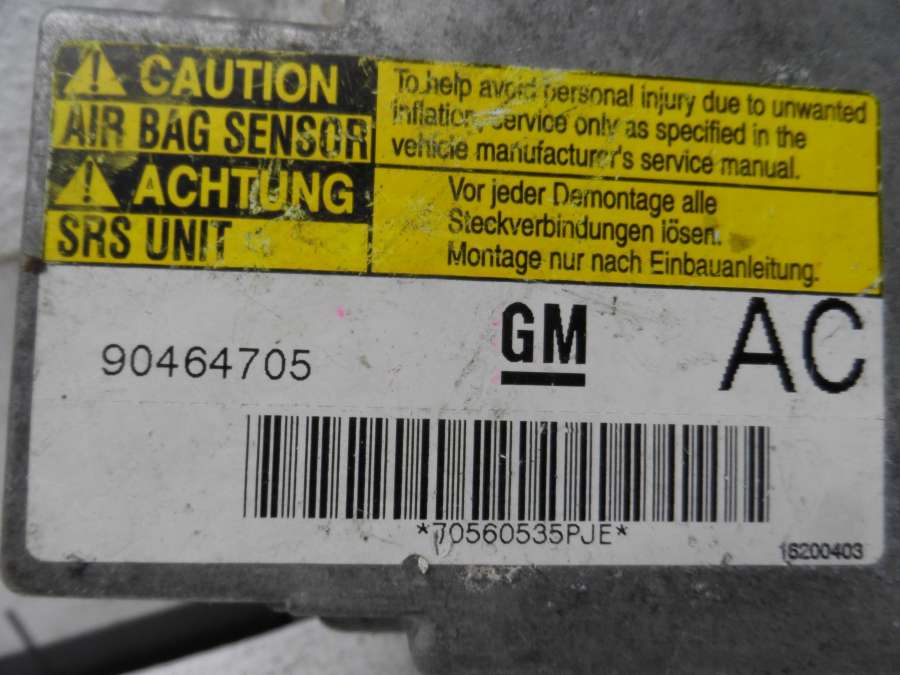 CAUTION
AIR BAG SENSOR
To help avoid personal injury due to unwanted
inflation, service only as specified in the
vehicle manufacturer's service manual.
ACHTUNG
SRS UNIT
Vor jeder Demontage alle
Steckverbindungen lösen.
Montage nur nach Einbauanleitung.
90464705
GM
AC
*70560535PJE*
16200403